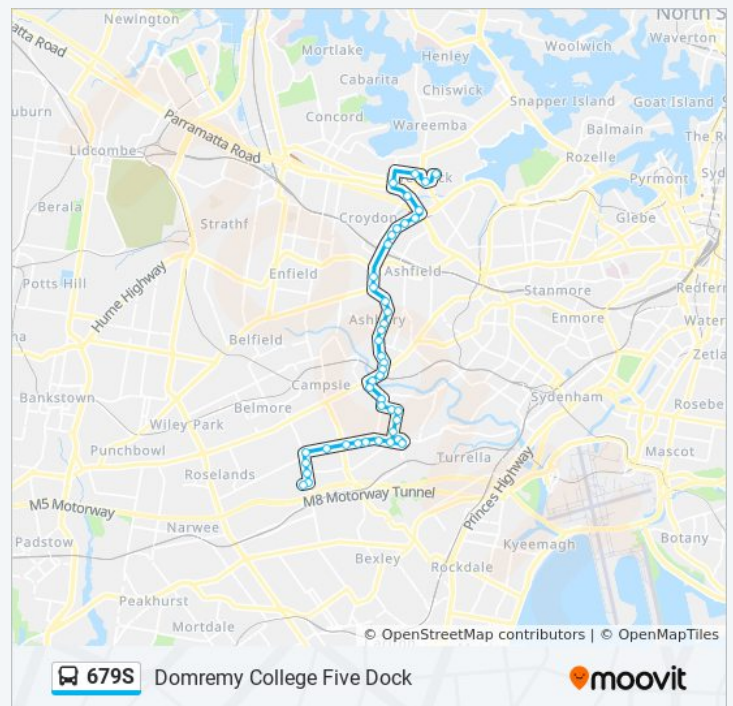 North S
Newington
Waverton
Woolwich
atta Road
Mortlake
Henley
Cabarita
Chiswick
Snapper Island
Goat Island
uburn
Concord
Wareemba
Balmain
The Ro
Parramatta Road
Lidcombe
Rozelle
Pyrmont
Syd
Berala
Strathf
Croydon
Glebe
Hume Highway
Enfield
Ashfield
Potts Hill
Stanmore
Redfern
na
Ashbury
Enmore
Water
Belfield
Zetla
Campsie
Bankstown
Belmore
Sydenham
Rosebe
Wiley Park
Punchbowl
Turrella
Mascot
Roselands
Princes Highway
M5 Motorway
M8 Motorway Tunnel
Narwee
Padstow
Kyeemagh
Botany
Bexley
Rockdale
Peakhurst
Mortdale
© OpenStreetMap contributors | © OpenMapTiles
679S
Domremy College Five Dock
moovit